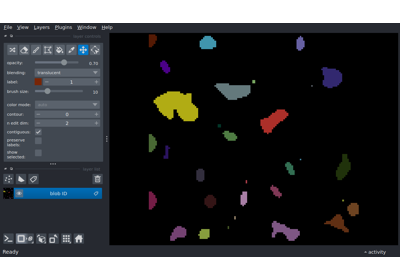 File View Layers Plugins Window Help
opacity: 0.70
blending: translucent
label: 1
brush size: 10
color mode:
contour: 0
n edit dim: 2
contiguous:
preserve
labels:
show
selected:
blob ID
Ready
activity